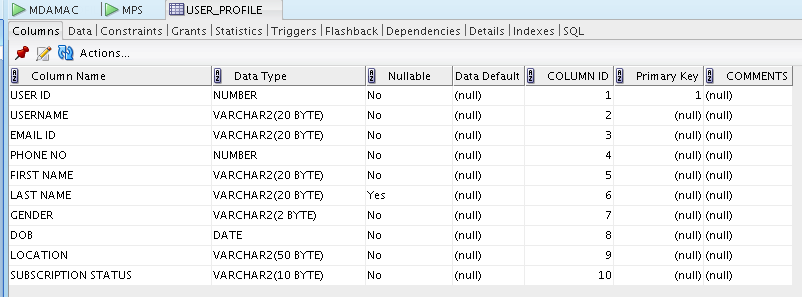 MDAMAC MPS USER_PROFILE
Columns Data Constraints Grants Statistics Triggers Flashback Dependencies Details Indexes SQL
Actions...
Column Name Data Type Nullable Data Default COLUMN ID Primary Key COMMENTS
USER ID NUMBER No (null) 1 1 (null)
USERNAME VARCHAR2(20 BYTE) No (null) 2 (null) (null)
EMAIL ID VARCHAR2(20 BYTE) No (null) 3 (null) (null)
PHONE NO NUMBER No (null) 4 (null) (null)
FIRST NAME VARCHAR2(20 BYTE) No (null) 5 (null) (null)
LAST NAME VARCHAR2(20 BYTE) Yes (null) 6 (null) (null)
GENDER VARCHAR2(2 BYTE) No (null) 7 (null) (null)
DOB DATE No (null) 8 (null) (null)
LOCATION VARCHAR2(50 BYTE) No (null) 9 (null) (null)
SUBSCRIPTION STATUS VARCHAR2(10 BYTE) No (null) 10 (null) (null)